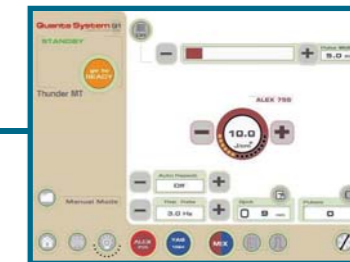 Quanta System Q1
STANDBY
go to
READY
Thunder MT
Pulse Width
5.0
ALEX 755
10.0
J/cm²
Auto Repeat
Off
Rep. Rate
3.0 Hz
Spot
Pulses
0
Manual Mode
ALEX
YAG
MIX